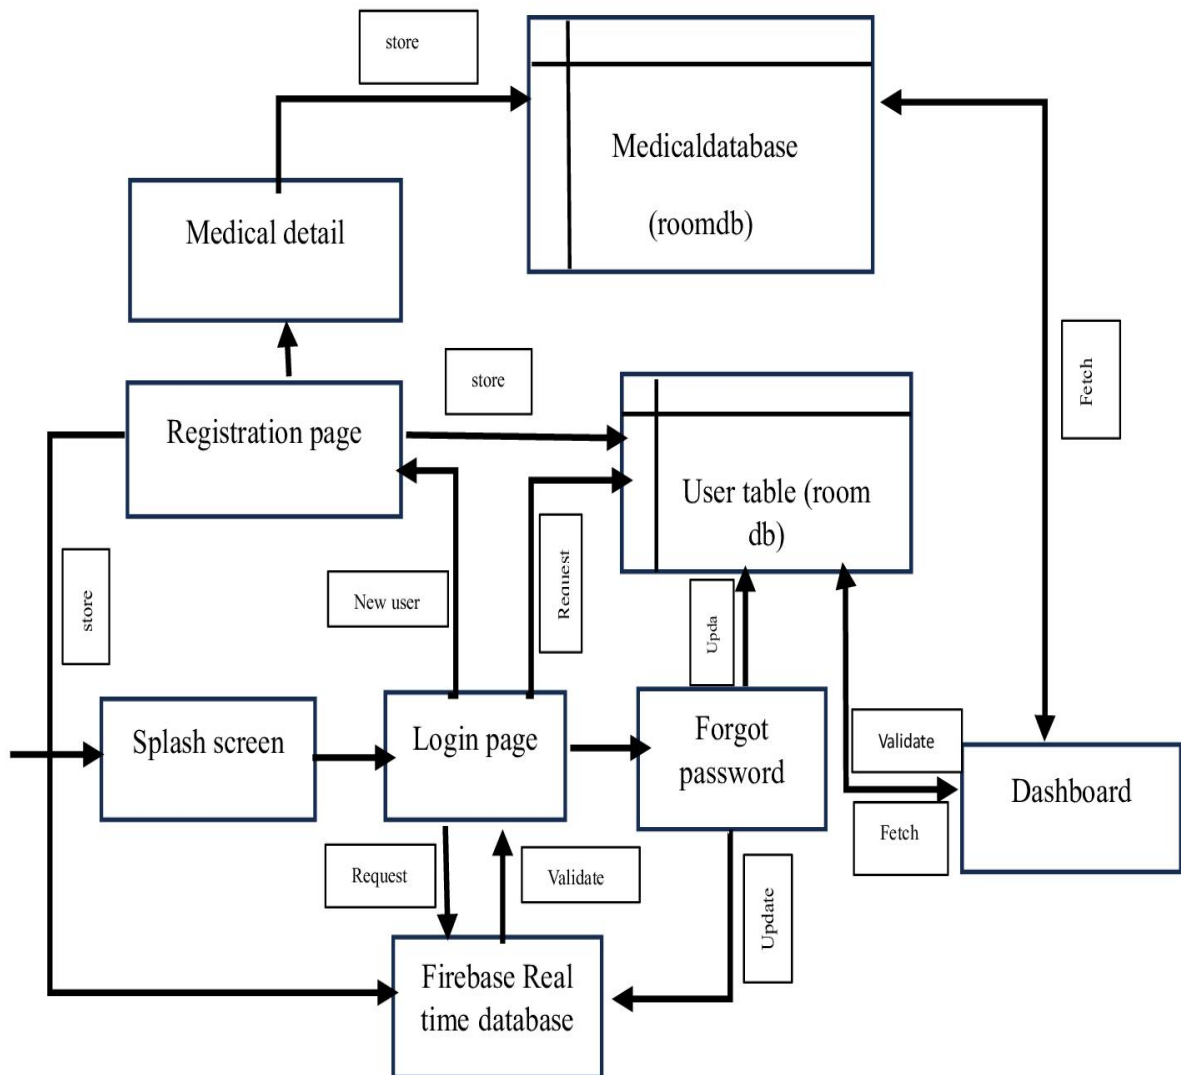 store
Medicaldatabase
(roomdb)
Medical detail
Fetch
store
Registration page
User table (room
db)
Request
store
New user
Upda
Splash screen
Login page
Forgot
password
Validate
Dashboard
Fetch
Request
Validate
Update
Firebase Real
time database